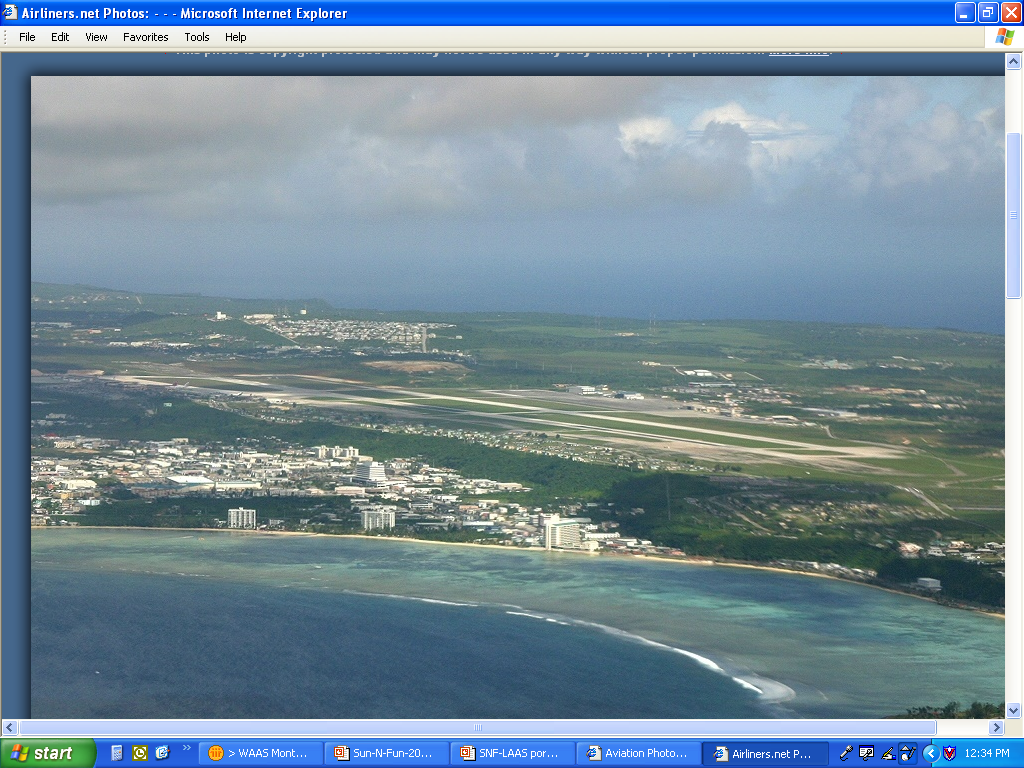 Airliners.net Photos: - - - Microsoft Internet Explorer
File Edit View Favorites Tools Help
start
> WAAS Mont...
Sun-N-Fun-20...
SNF-LAAS por...
Aviation Photo...
Airliners.net P...
12:34 PM